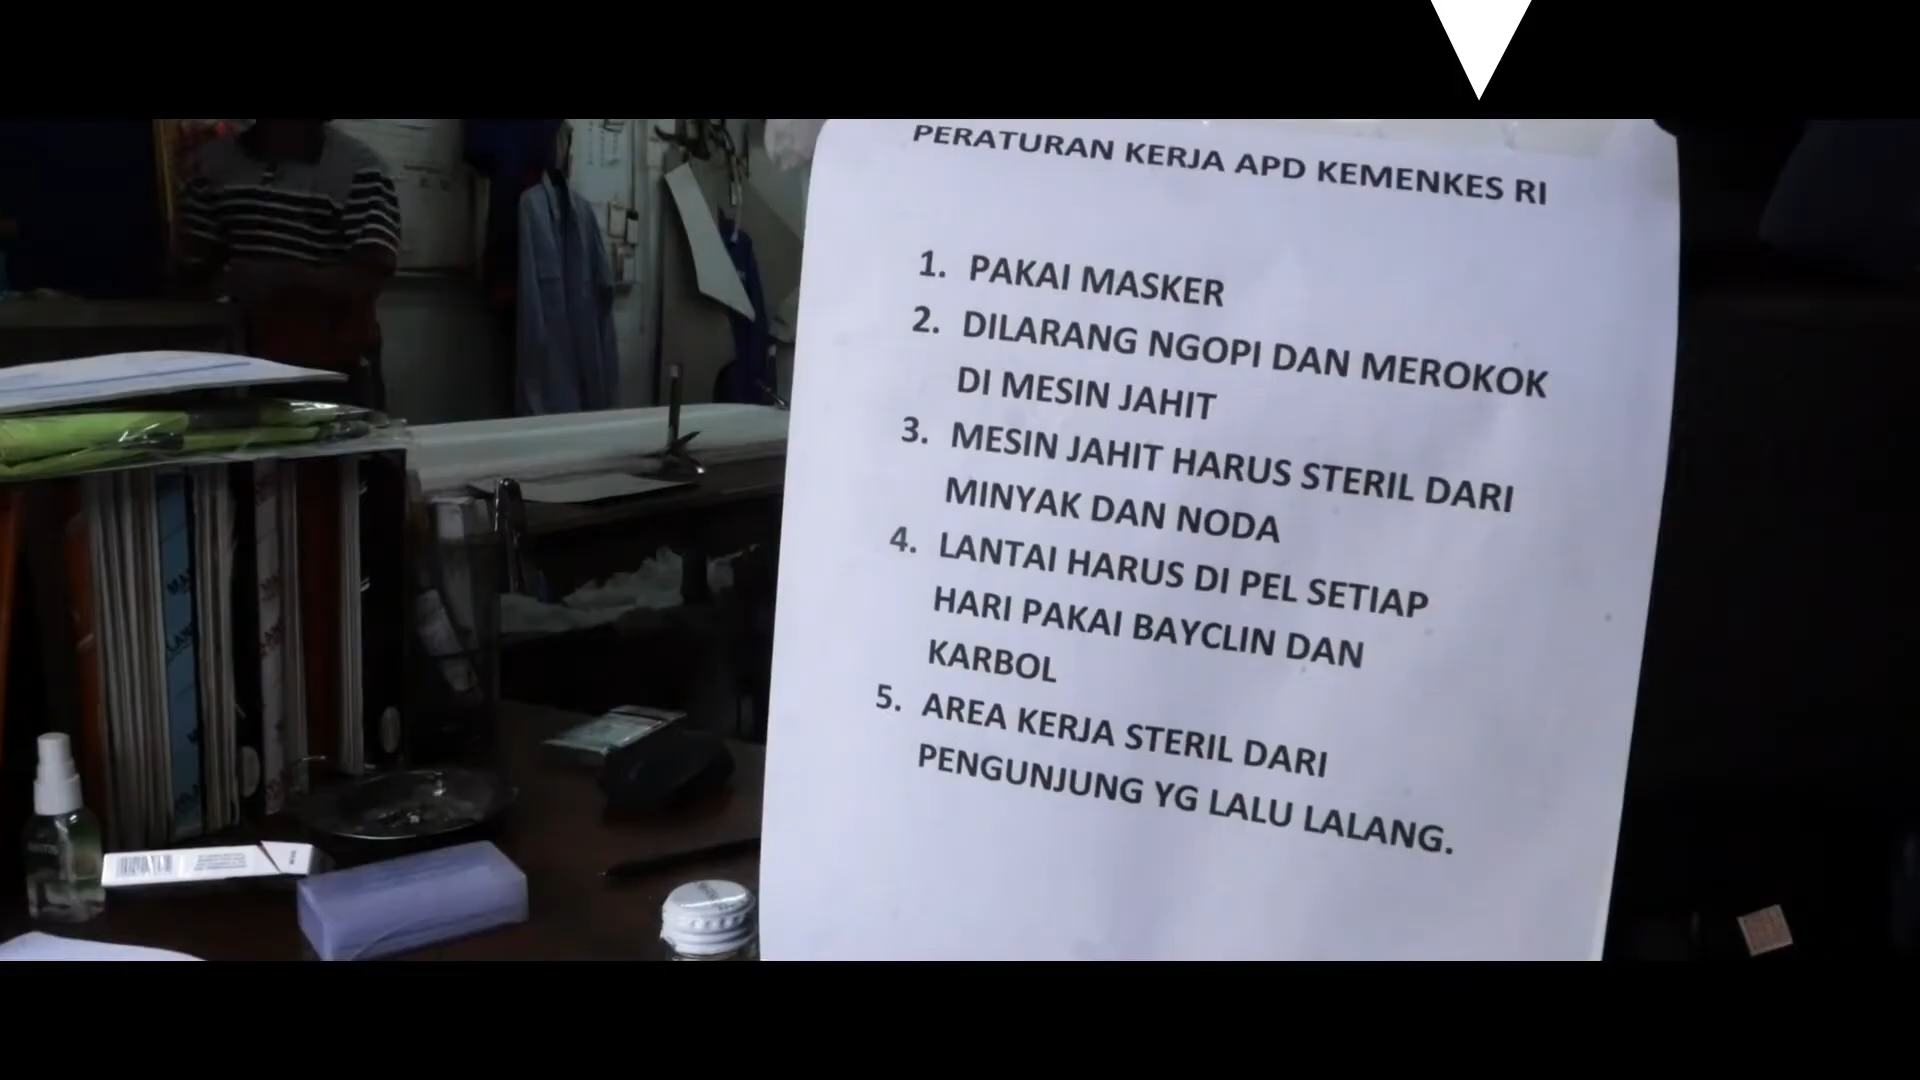 PERATURAN KERJA APD KEMENKES RI
1. PAKAI MASKER
2. DILARANG NGOPI DAN MEROKOK
DI MESIN JAHIT
3. MESIN JAHIT HARUS STERIL DARI
MINYAK DAN NODA
4. LANTAI HARUS DI PEL SETIAP
HARI PAKAI BAYCLIN DAN
KARBOL
5. AREA KERJA STERIL DARI
PENGUNJUNG YG LALU LALANG.